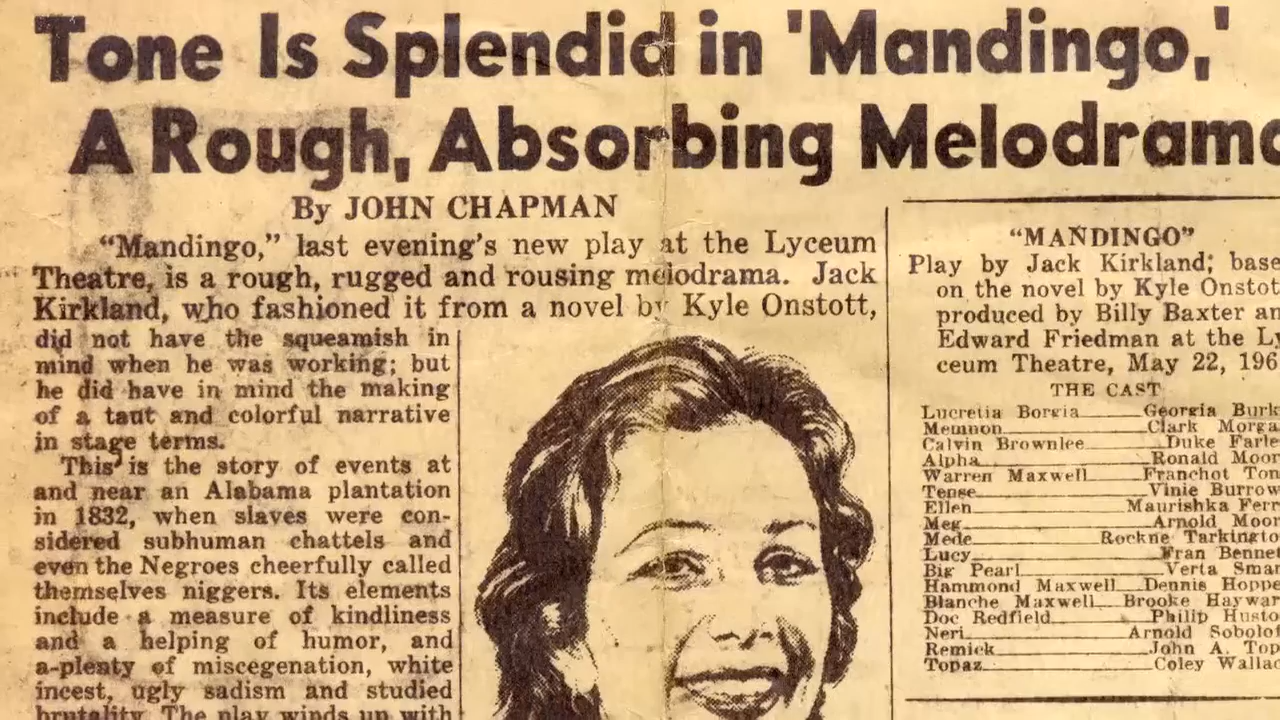 Tone Is Splendid in 'Mandingo,'
A Rough, Absorbing Melodrama
By JOHN CHAPMAN
“Mandingo,” last evening's new play at the Lyceum
Theatre, is a rough, rugged and rousing melodrama. Jack
Kirkland, who fashioned it from a novel by Kyle Onstott,
did not have the squeamish in
mind when he was working; but
he did have in mind the making
of a taut and colorful narrative
in stage terms.
This is the story of events at
and near an Alabama plantation
in 1832, when slaves were con-
sidered subhuman chattels and
even the Negroes cheerfully called
themselves niggers. Its elements
include a measure of kindliness
and a helping of humor, and
a-plenty of miscegenation, white
incest, ugly sadism and studied
brutality. The play winds up with
“MANDINGO”
Play by Jack Kirkland; base
on the novel by Kyle Onstot
produced by Billy Baxter an
Edward Friedman at the Ly
ceum Theatre, May 22, 196
THE CAST
Lucretia Borgia Georgia Burk
Memnon Clark Morga
Calvin Brownlee Duke Farle
Alpha Ronald Moor
Warren Maxwell Franchot Ton
Tense Vinie Burrow
Ellen Maurishka Ferr
Meg Arnold Moor
Mede Rockne Tarkingto
Lucy Fran Bennet
Big Pearl Verta Smar
Hammond Maxwell Dennis Hoppe
Blanche Maxwell Brooke Haywar
Doc Redfield Philip Husto
Neri Arnold Sobolof
Remick John A. Top
Topaz Coley Wallac